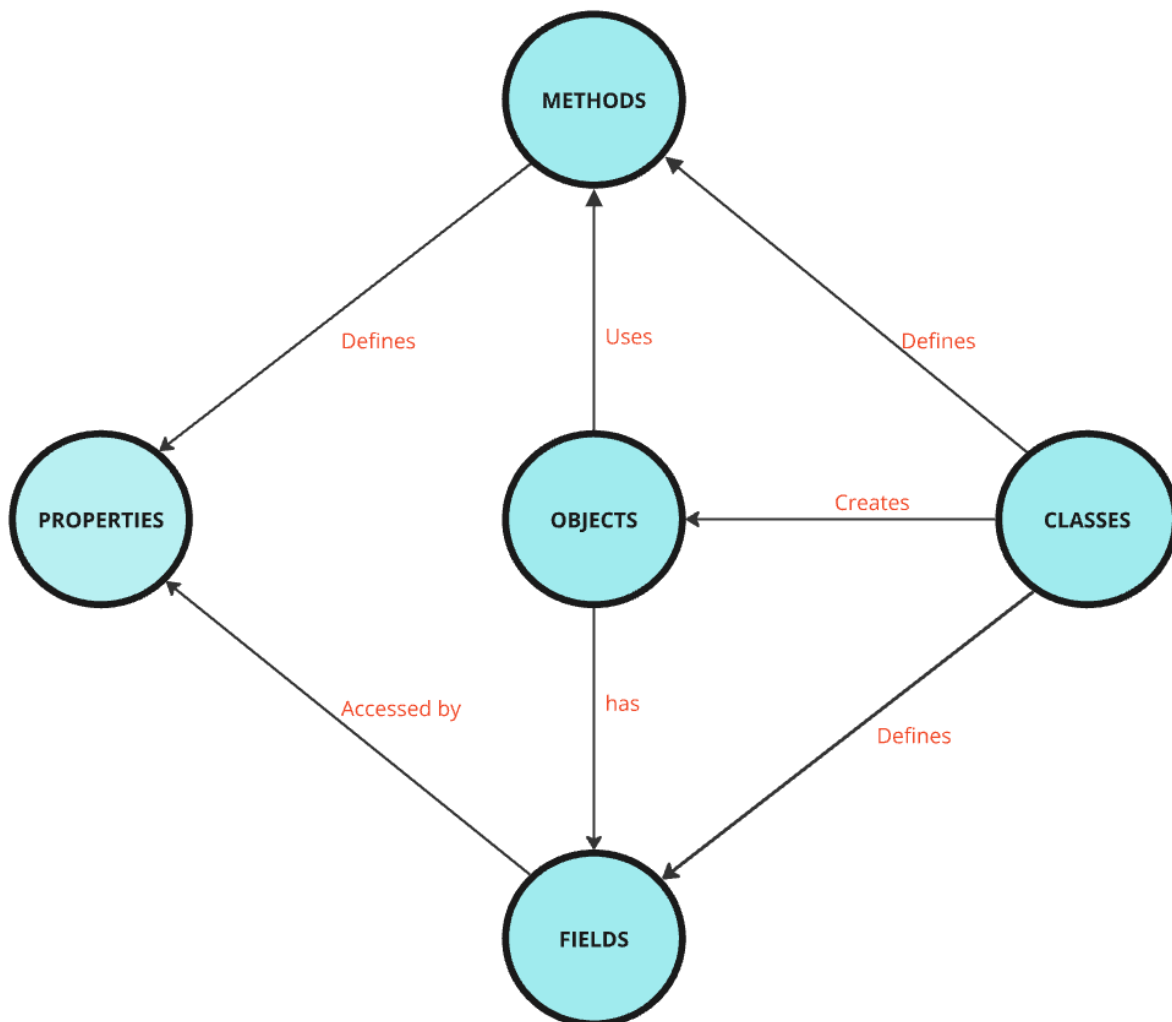 METHODS
Defines
Uses
Defines
PROPERTIES
OBJECTS
Creates
CLASSES
Accessed by
has
Defines
FIELDS